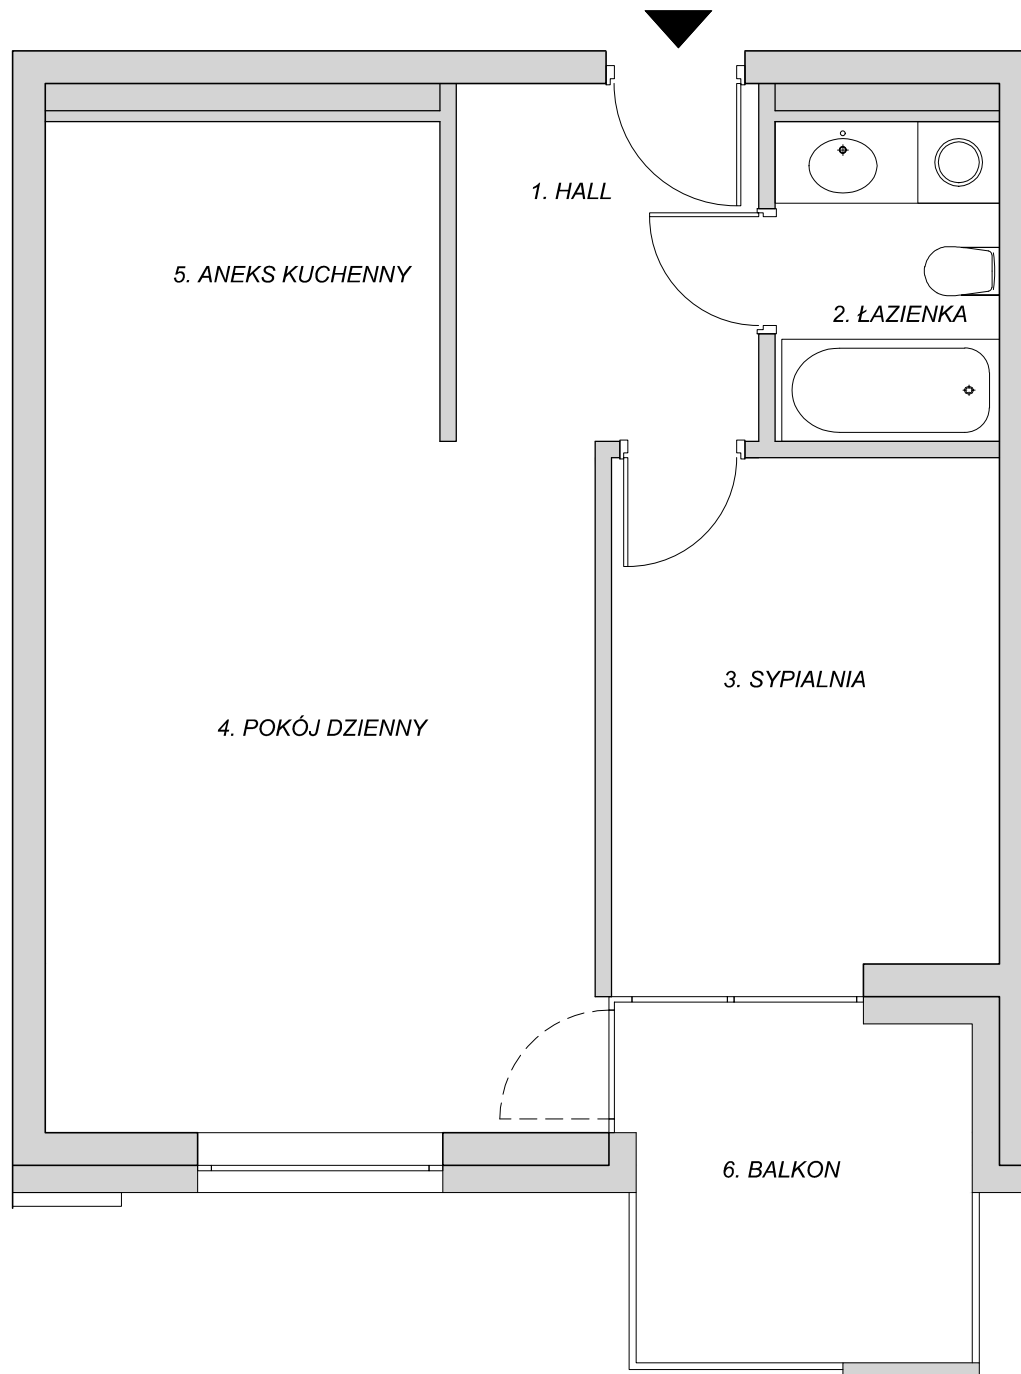 1. HALL
5. ANEKS KUCHENNY
2. ŁAZIENKA
3. SYPIALNIA
4. POKÓJ DZIENNY
6. BALKON